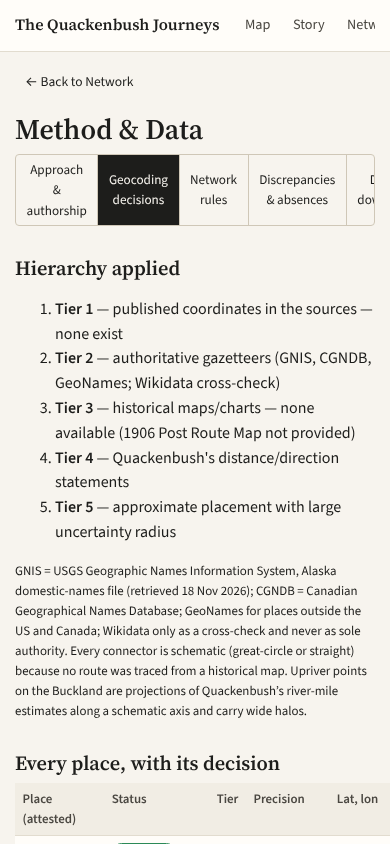 The Quackenbush Journeys Map Story
← Back to Network
Method & Data
Approach
&
authorship
Geocoding
decisions
Network
rules
Discrepancies
& absences
Hierarchy applied
1. Tier 1 — published coordinates in the sources —
none exist
2. Tier 2 — authoritative gazetteers (GNIS, CGNDB,
GeoNames; Wikidata cross-check)
3. Tier 3 — historical maps/charts — none
available (1906 Post Route Map not provided)
4. Tier 4 — Quackenbush's distance/direction
statements
5. Tier 5 — approximate placement with large
uncertainty radius
GNIS = USGS Geographic Names Information System, Alaska
domestic-names file (retrieved 18 Nov 2026); CGNDB = Canadian
Geographical Names Database; GeoNames for places outside the
US and Canada; Wikidata only as a cross-check and never as sole
authority. Every connector is schematic (great-circle or straight)
because no route was traced from a historical map. Upriver points
on the Buckland are projections of Quackenbush's river-mile
estimates along a schematic axis and carry wide halos.
Every place, with its decision
Place Status Tier Precision Lat, lon
(attested)